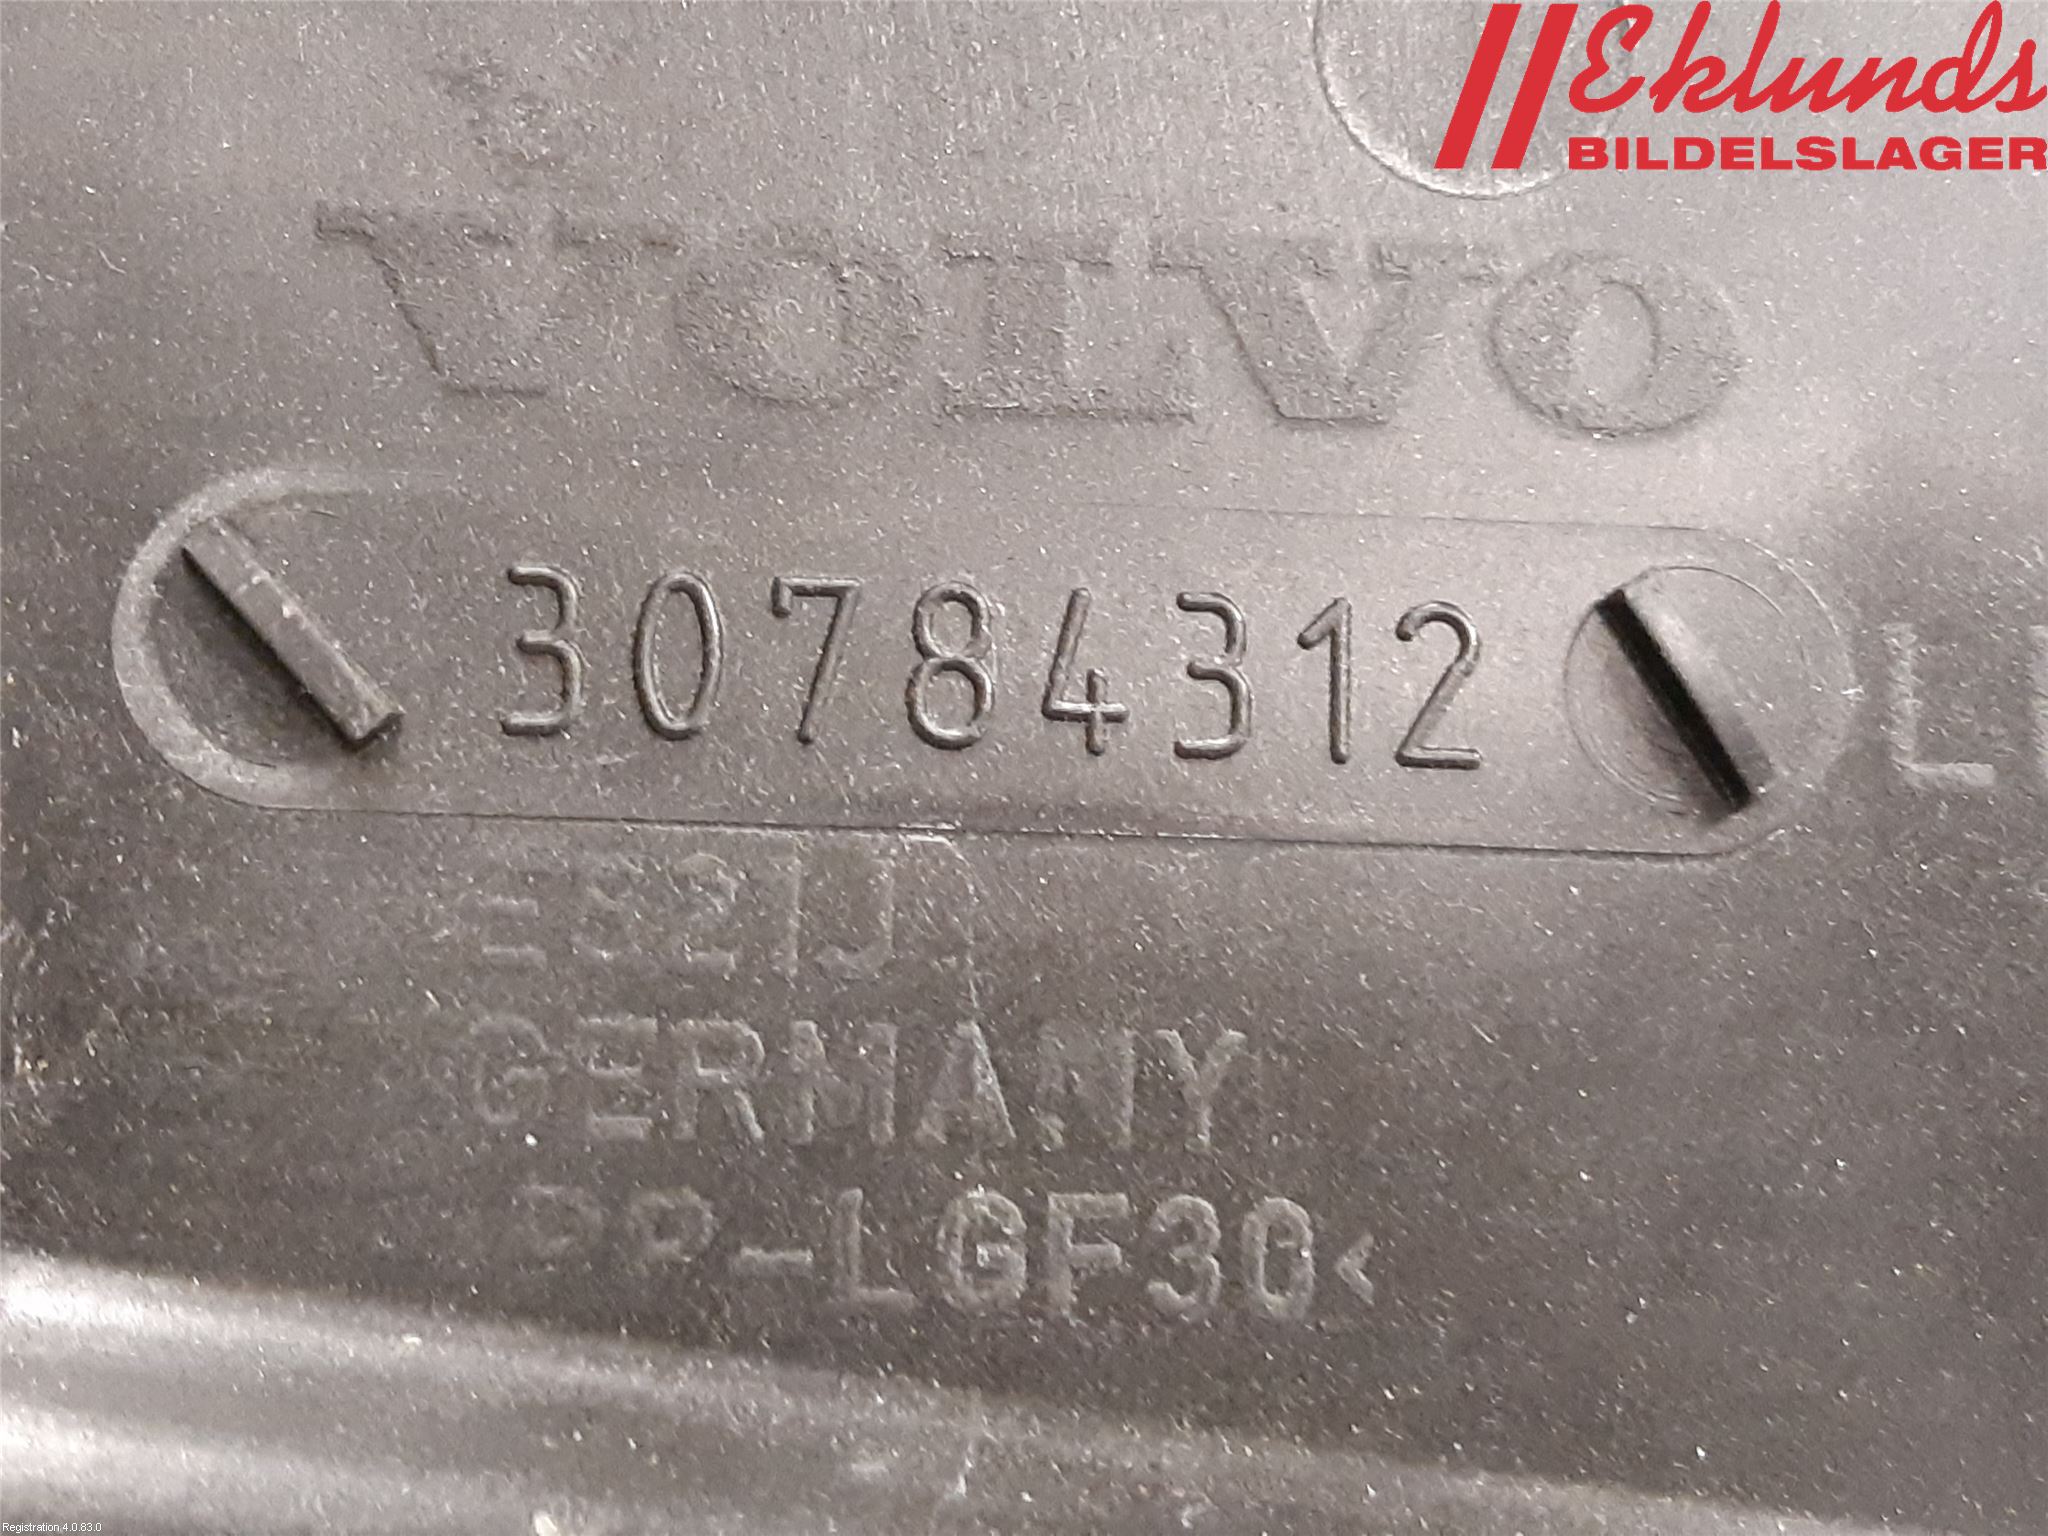 Eklunds
BILDELSLAGER
VOLVO
30784312
GERMANY
PP-LGF30<
Registration 4.0.83.0